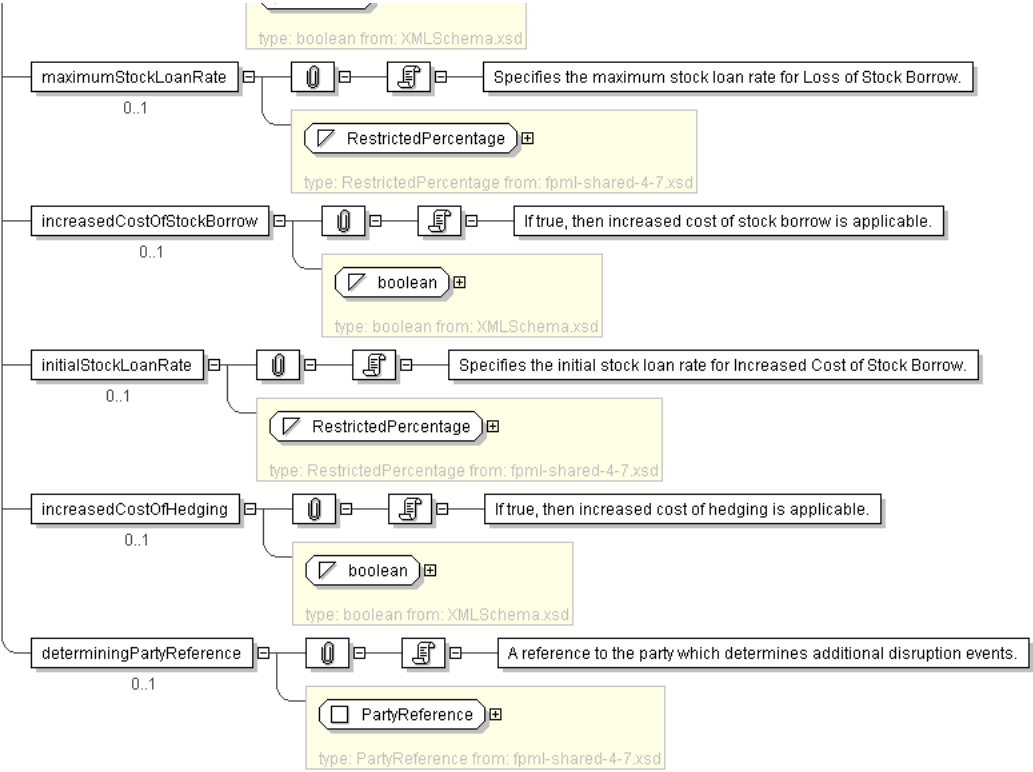 type: boolean from: XMLSchema.xsd
maximumStockLoanRate
Specifies the maximum stock loan rate for Loss of Stock Borrow.
0..1
RestrictedPercentage
type: RestrictedPercentage from: fpml-shared-4-7.xsd
increasedCostOfStockBorrow
If true, then increased cost of stock borrow is applicable.
0..1
boolean
type: boolean from: XMLSchema.xsd
initialStockLoanRate
Specifies the initial stock loan rate for Increased Cost of Stock Borrow.
0..1
RestrictedPercentage
type: RestrictedPercentage from: fpml-shared-4-7.xsd
increasedCostOfHedging
If true, then increased cost of hedging is applicable.
0..1
boolean
type: boolean from: XMLSchema.xsd
determiningPartyReference
A reference to the party which determines additional disruption events.
0..1
PartyReference
type: PartyReference from: fpml-shared-4-7.xsd